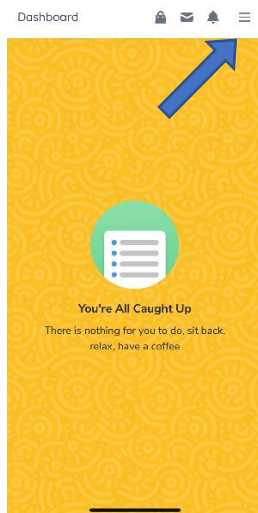 Dashboard
You're All Caught Up
There is nothing for you to do, sit back,
relax, have a coffee